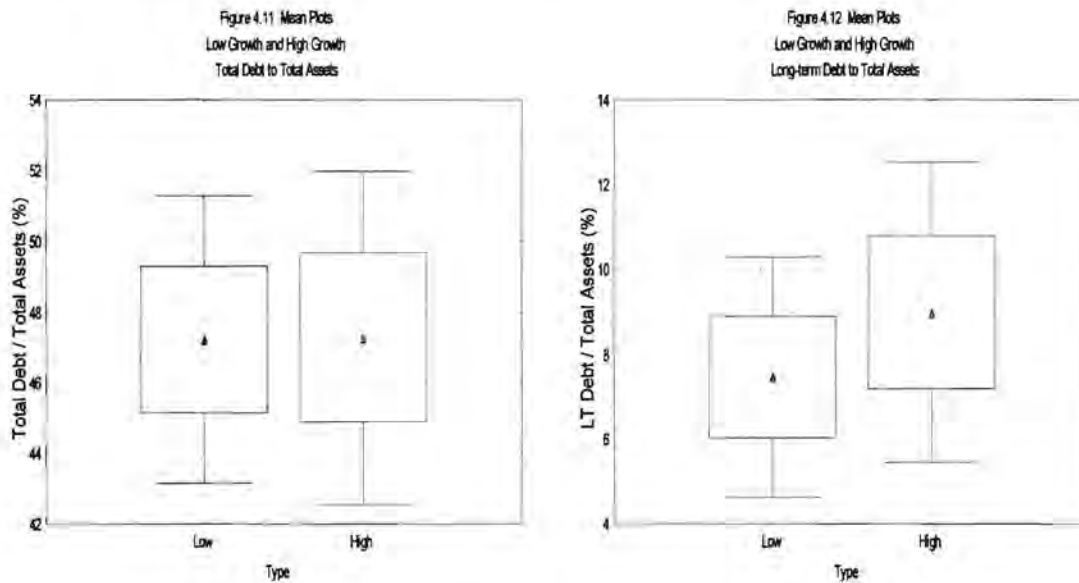 Figure 4.11 Mean Plots
Low Growth and High Growth
Total Debt to Total Assets
54
52
50
48
46
44
42
Total Debt / Total Assets (%)
Low
High
Type
Figure 4.12 Mean Plots
Low Growth and High Growth
Long-term Debt to Total Assets
14
12
10
8
6
4
LT Debt / Total Assets (%)
Low
High
Type